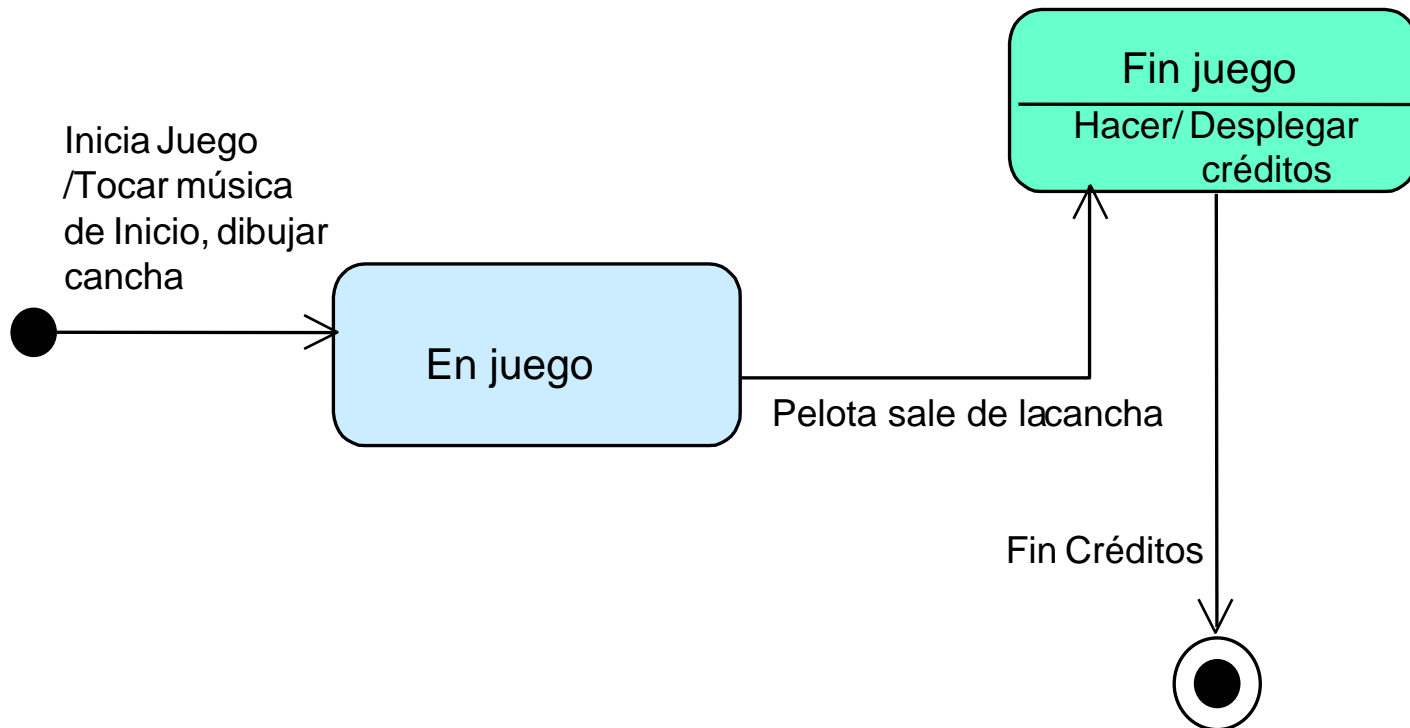 Fin juego
Hacer/ Desplegar
créditos
Inicia Juego
/Tocar música
de Inicio, dibujar
cancha
En juego
Pelota sale de lacancha
Fin Créditos